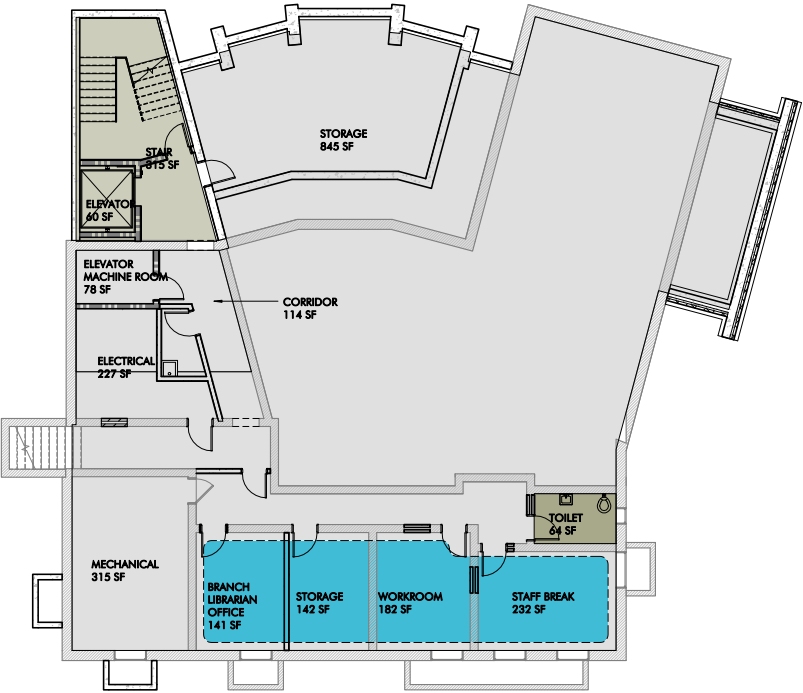 STORAGE
845 SF
STAIR
315 SF
ELEVATOR
60 SF
ELEVATOR
MACHINE ROOM
78 SF
CORRIDOR
114 SF
ELECTRICAL
227 SF
TOILET
64 SF
MECHANICAL
315 SF
BRANCH
LIBRARIAN
OFFICE
141 SF
STORAGE
142 SF
WORKROOM
182 SF
STAFF BREAK
232 SF